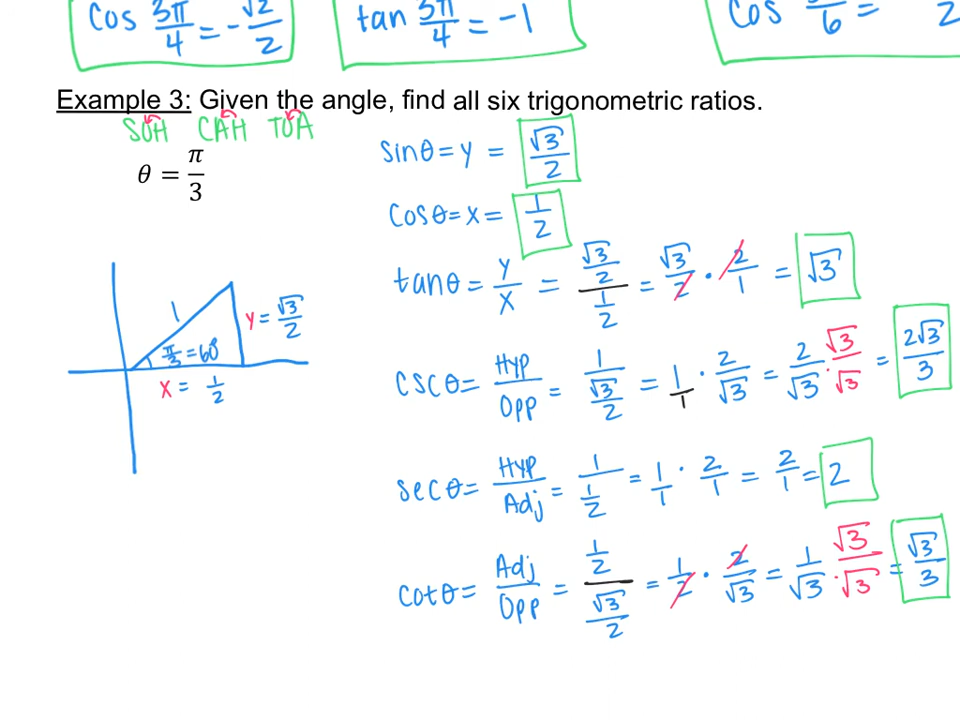 cos 3π/4 = -√2/2
tan 3π/4 = -1
cos /6 = 2
Example 3: Given the angle, find all six trigonometric ratios.
SOH CAH TOA
θ = π/3
sinθ = y = √3/2
cosθ = x = 1/2
tanθ = y/x = (√3/2)/(1/2) = √3/2 · 2/1 = √3
1
y = √3/2
π/3 = 60°
x = 1/2
cscθ = Hyp/Opp = 1/(√3/2) = 1/1 · 2/√3 = 2/√3 · √3/√3 = 2√3/3
secθ = Hyp/Adj = 1/(1/2) = 1/1 · 2/1 = 2/1 = 2
cotθ = Adj/Opp = (1/2)/(√3/2) = 1/2 · 2/√3 = 1/√3 · √3/√3 = √3/3